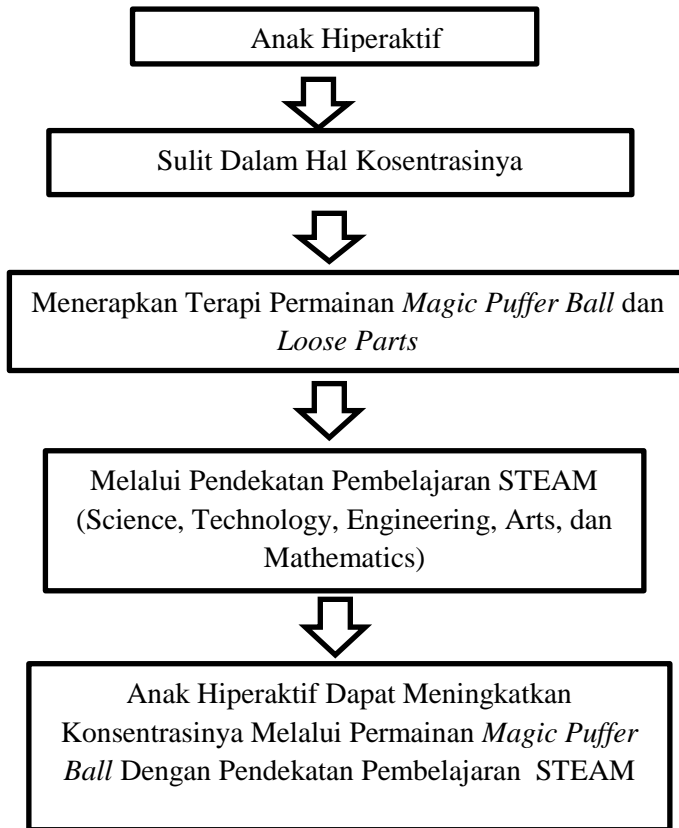 Anak Hiperaktif
Sulit Dalam Hal Kosentrasinya
Menerapkan Terapi Permainan Magic Puffer Ball dan
Loose Parts
Melalui Pendekatan Pembelajaran STEAM
(Science, Technology, Engineering, Arts, dan
Mathematics)
Anak Hiperaktif Dapat Meningkatkan
Konsentrasinya Melalui Permainan Magic Puffer
Ball Dengan Pendekatan Pembelajaran STEAM